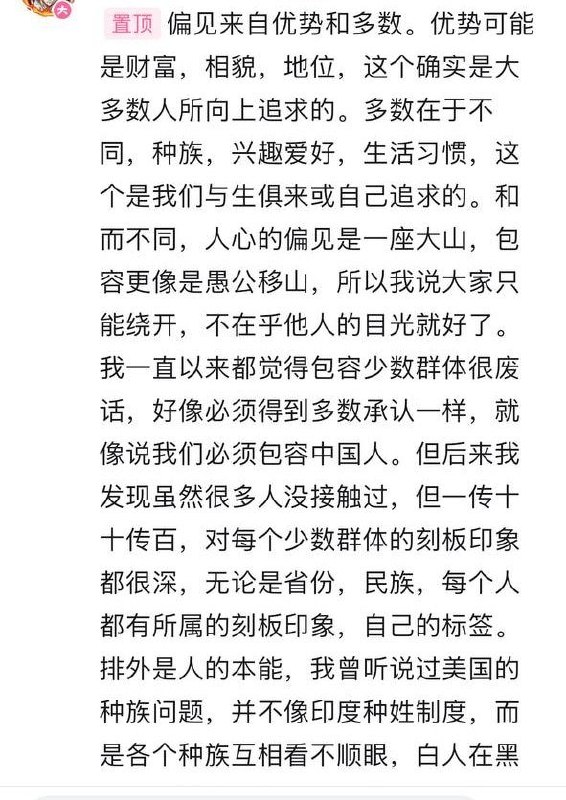 大
置顶 偏见来自优势和多数。优势可能
是财富，相貌，地位，这个确实是大
多数人所向上追求的。多数在于不
同，种族，兴趣爱好，生活习惯，这
个是我们与生俱来或自己追求的。和
而不同，人心的偏见是一座大山，包
容更像是愚公移山，所以我说大家只
能绕开，不在乎他人的目光就好了。
我一直以来都觉得包容少数群体很废
话，好像必须得到多数承认一样，就
像说我们必须包容中国人。但后来我
发现虽然很多人没接触过，但一传十
十传百，对每个少数群体的刻板印象
都很深，无论是省份，民族，每个人
都有所属的刻板印象，自己的标签。
排外是人的本能，我曾听说过美国的
种族问题，并不像印度种姓制度，而
是各个种族互相看不顺眼，白人在黑